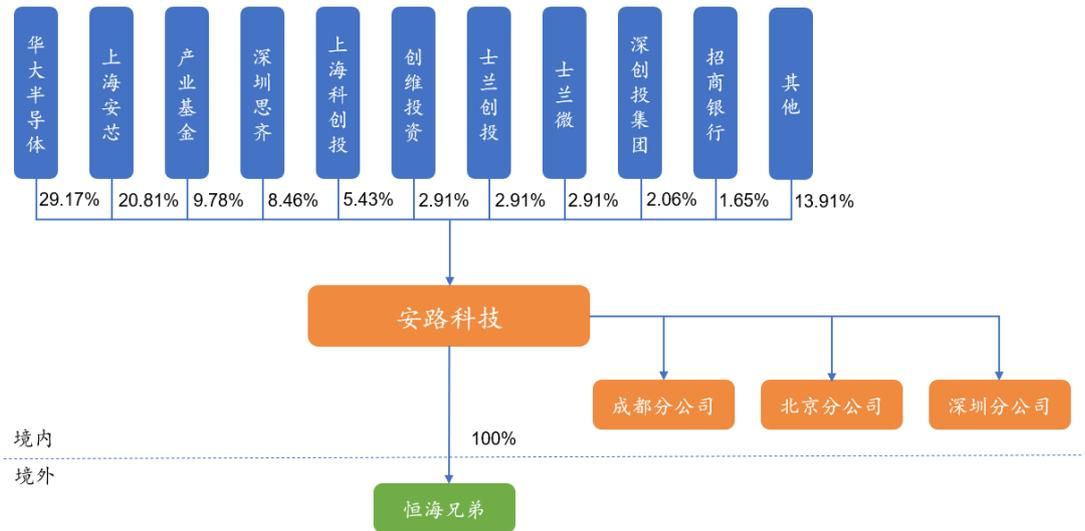 华大半导体
上海安芯
产业基金
深圳思齐
上海科创投
创维投资
士兰创投
士兰微
深创投集团
招商银行
其他
29.17%
20.81%
9.78%
8.46%
5.43%
2.91%
2.91%
2.91%
2.06%
1.65%
13.91%
安路科技
成都分公司
北京分公司
深圳分公司
境内
100%
境外
恒海兄弟